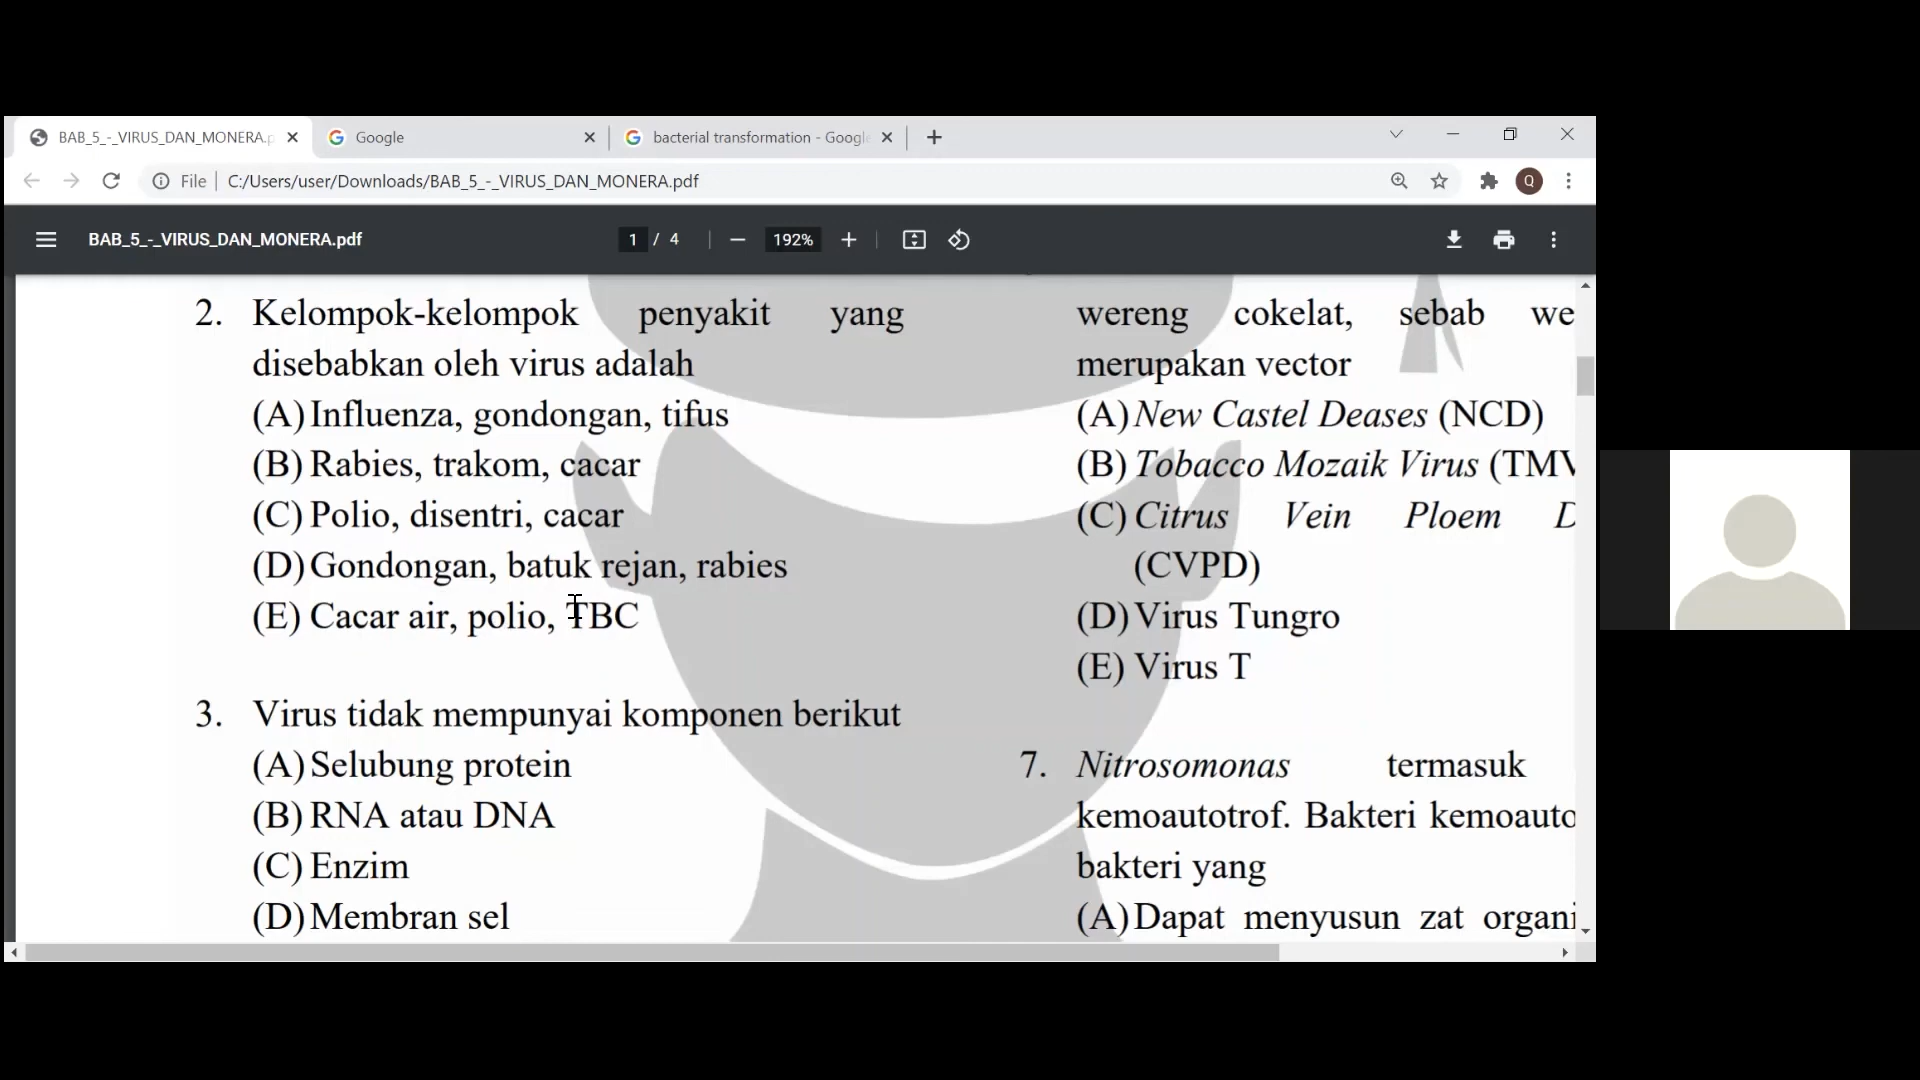 BAB_5_-_VIRUS_DAN_MONERA.p
Google
bacterial transformation - Google
File
C:/Users/user/Downloads/BAB_5_-_VIRUS_DAN_MONERA.pdf
Q
BAB_5_-_VIRUS_DAN_MONERA.pdf
1 / 4
192%
2. Kelompok-kelompok penyakit yang
disebabkan oleh virus adalah
(A) Influenza, gondongan, tifus
(B) Rabies, trakom, cacar
(C) Polio, disentri, cacar
(D) Gondongan, batuk rejan, rabies
(E) Cacar air, polio, TBC
3. Virus tidak mempunyai komponen berikut
(A) Selubung protein
(B) RNA atau DNA
(C) Enzim
(D) Membran sel
wereng cokelat, sebab we
merupakan vector
(A) New Castel Deases (NCD)
(B) Tobacco Mozaik Virus (TMV
(C) Citrus Vein Ploem D
(CVPD)
(D) Virus Tungro
(E) Virus T
7. Nitrosomonas termasuk
kemoautotrof. Bakteri kemoauto
bakteri yang
(A) Dapat menyusun zat organi